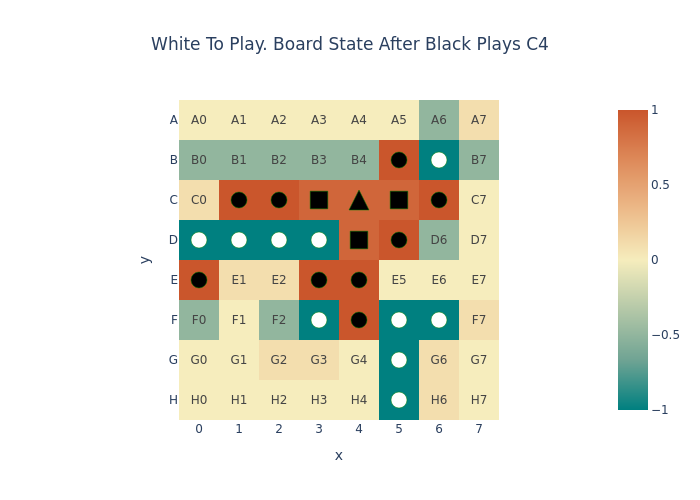 White To Play. Board State After Black Plays C4
A A0 A1 A2 A3 A4 A5 A6 A7
B B0 B1 B2 B3 B4 B7
C C0 C7
D D6 D7
E E1 E2 E5 E6 E7
F F0 F1 F2 F7
G G0 G1 G2 G3 G4 G6 G7
H H0 H1 H2 H3 H4 H6 H7
0 1 2 3 4 5 6 7
x
y
1
0.5
0
−0.5
−1